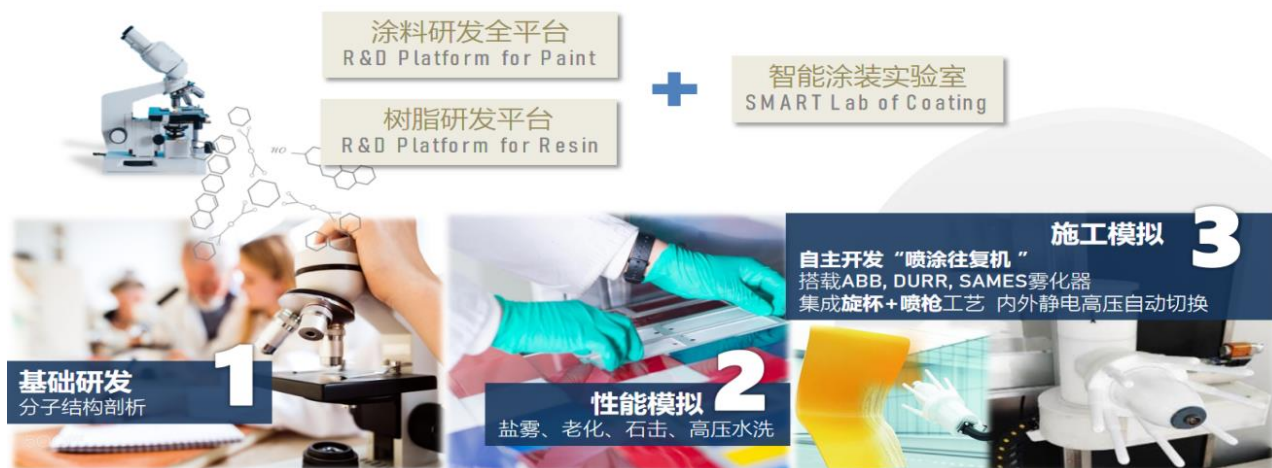 涂料研发全平台
R&D Platform for Paint
树脂研发平台
R&D Platform for Resin
智能涂装实验室
SMART Lab of Coating
HO
1
基础研发
分子结构剖析
2
性能模拟
盐雾、老化、石击、高压水洗
3
施工模拟
自主开发 “喷涂往复机 ”
搭载ABB, DURR, SAMES雾化器
集成旋杯+喷枪工艺 内外静电高压自动切换